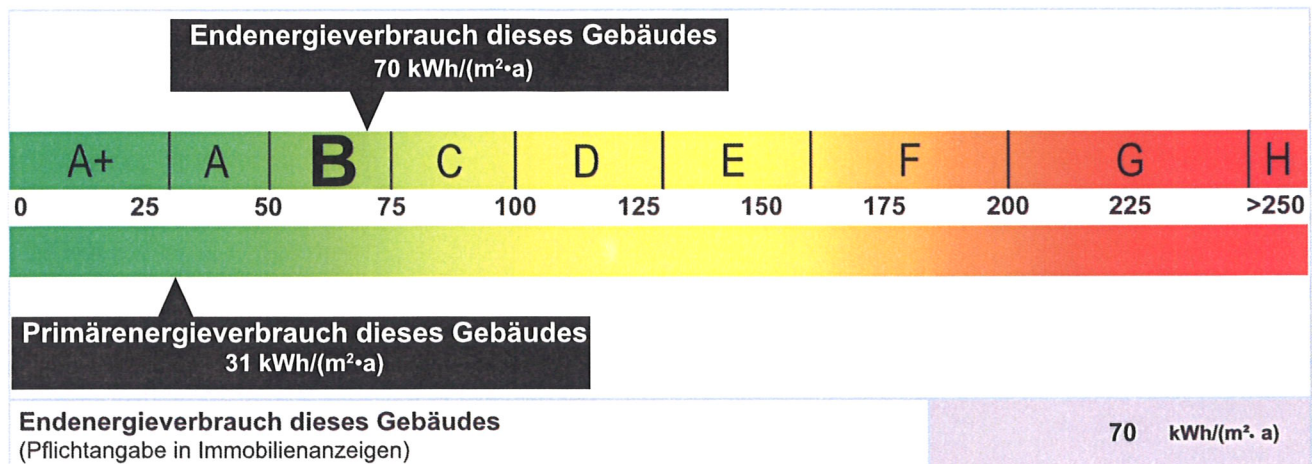 Endenergieverbrauch dieses Gebäudes
70 kWh/(m²•a)
A+ A B C D E F G H
0 25 50 75 100 125 150 175 200 225 >250
Primärenergieverbrauch dieses Gebäudes
31 kWh/(m²•a)
Endenergieverbrauch dieses Gebäudes
(Pflichtangabe in Immobilienanzeigen)
70 kWh/(m²· a)